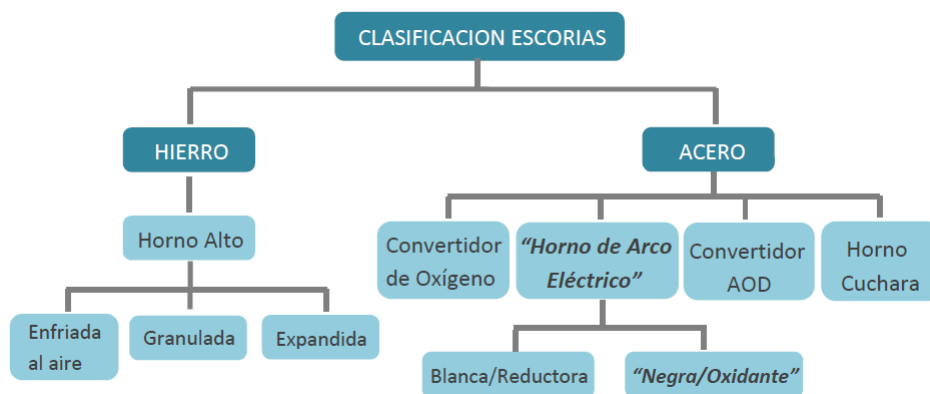 CLASIFICACION ESCORIAS
HIERRO
ACERO
Horno Alto
Convertidor
de Oxígeno
“Horno de Arco
Eléctrico”
Convertidor
AOD
Horno
Cuchara
Enfriada
al aire
Granulada
Expandida
Blanca/Reductora
“Negra/Oxidante”